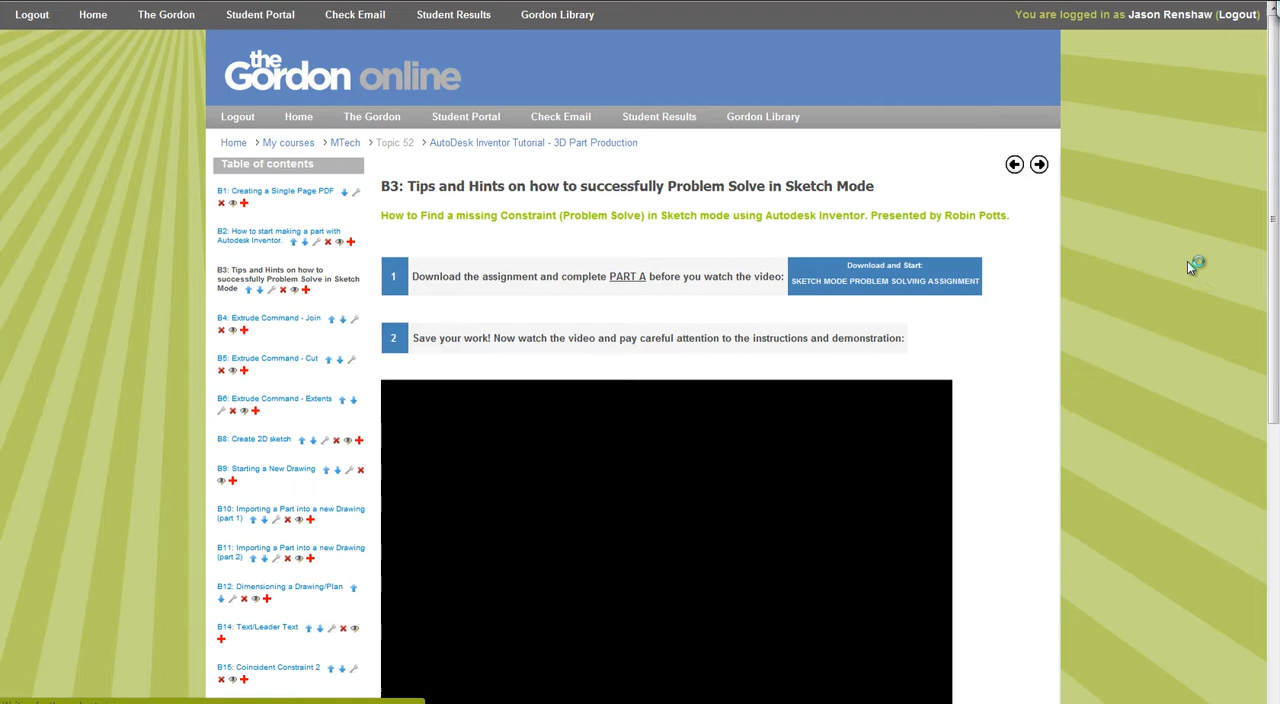 Logout Home The Gordon Student Portal Check Email Student Results Gordon Library You are logged in as Jason Renshaw (Logout)
the Gordon online
Logout Home The Gordon Student Portal Check Email Student Results Gordon Library
Home > My courses > MTech > Topic 52 > AutoDesk Inventor Tutorial - 3D Part Production
Table of contents
B1: Creating a Single Page PDF
B2: How to start making a part with
Autodesk Inventor.
B3: Tips and Hints on how to
successfully Problem Solve in Sketch
Mode
B4: Extrude Command - Join
B5: Extrude Command - Cut
B6: Extrude Command - Extents
B8: Create 2D sketch
B9: Starting a New Drawing
B10: Importing a Part into a new Drawing
(part 1)
B11: Importing a Part into a new Drawing
(part 2)
B12: Dimensioning a Drawing/Plan
B14: Text/Leader Text
B15: Coincident Constraint 2
B3: Tips and Hints on how to successfully Problem Solve in Sketch Mode
How to Find a missing Constraint (Problem Solve) in Sketch mode using Autodesk Inventor. Presented by Robin Potts.
1 Download the assignment and complete PART A before you watch the video:
Download and Start:
SKETCH MODE PROBLEM SOLVING ASSIGNMENT
2 Save your work! Now watch the video and pay careful attention to the instructions and demonstration: